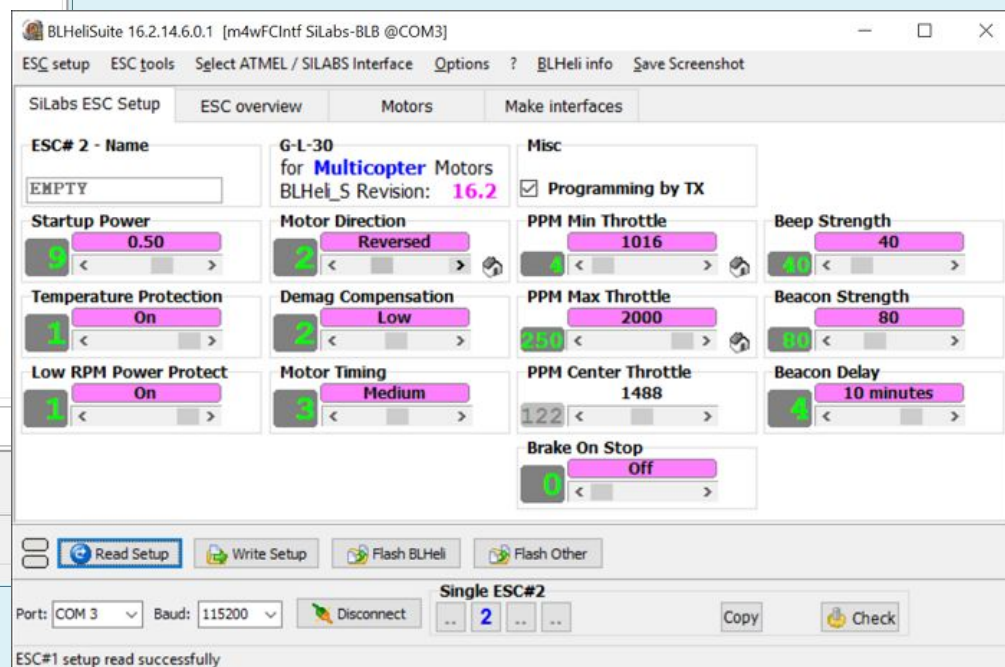 BLHeliSuite 16.2.14.6.0.1 [m4wFCIntf SiLabs-BLB @COM3]
ESC setup ESC tools Select ATMEL / SILABS Interface Options ? BLHeli info Save Screenshot
SiLabs ESC Setup ESC overview Motors Make interfaces
ESC# 2 - Name
EMPTY
G-L-30
for Multicopter Motors
BLHeli_S Revision: 16.2
Misc
Programming by TX
Startup Power
0.50
9
Motor Direction
Reversed
2
PPM Min Throttle
1016
4
Beep Strength
40
40
Temperature Protection
On
1
Demag Compensation
Low
2
PPM Max Throttle
2000
250
Beacon Strength
80
80
Low RPM Power Protect
On
1
Motor Timing
Medium
3
PPM Center Throttle
1488
122
Beacon Delay
10 minutes
4
Brake On Stop
Off
0
Read Setup Write Setup Flash BLHeli Flash Other
Single ESC#2
Port: COM 3 Baud: 115200 Disconnect .. 2 .. .. Copy Check
ESC#1 setup read successfully